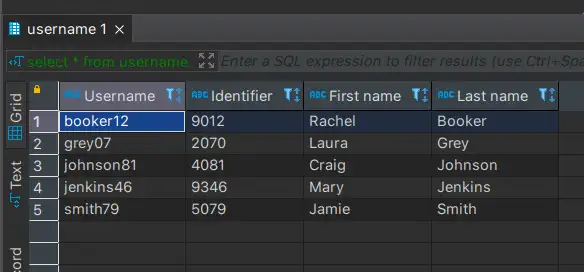 username 1 ×
select * from username Enter a SQL expression to filter results (use Ctrl+Spa
ABC Username ABC Identifier ABC First name ABC Last name
1 booker12 9012 Rachel Booker
2 grey07 2070 Laura Grey
3 johnson81 4081 Craig Johnson
4 jenkins46 9346 Mary Jenkins
5 smith79 5079 Jamie Smith
Grid
Text
cord